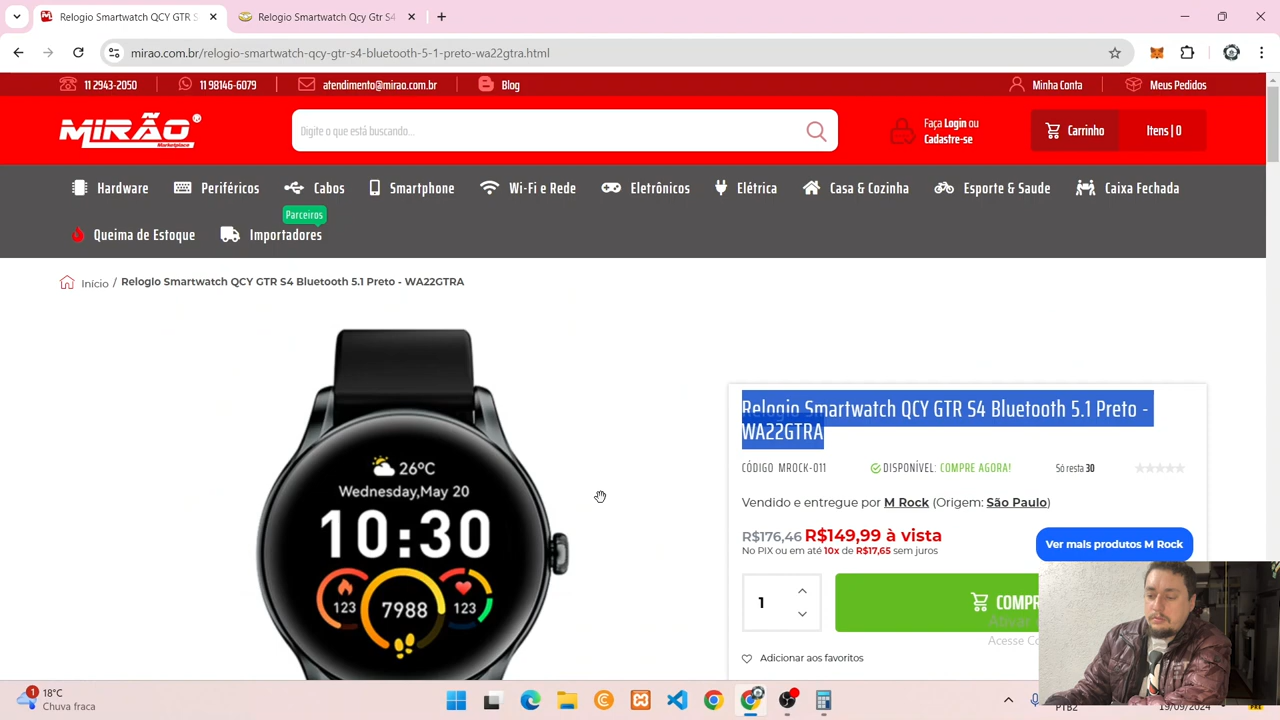 Relogio Smartwatch QCY GTR S
Relogio Smartwatch Qcy Gtr S4
mirao.com.br/relogio-smartwatch-qcy-gtr-s4-bluetooth-5-1-preto-wa22gtra.html
11 2943-2050
11 98146-6079
atendimento@mirao.com.br
Blog
Minha Conta
Meus Pedidos
MIRÃO®
Marketplace
Digite o que está buscando...
Faça Login ou
Cadastre-se
Carrinho
Itens | 0
Hardware
Periféricos
Cabos
Smartphone
Wi-Fi e Rede
Eletrônicos
Elétrica
Casa & Cozinha
Esporte & Saude
Caixa Fechada
Parceiros
Queima de Estoque
Importadores
Início / Relogio Smartwatch QCY GTR S4 Bluetooth 5.1 Preto - WA22GTRA
26°C
Wednesday,May 20
10:30
123
7988
123
Relogio Smartwatch QCY GTR S4 Bluetooth 5.1 Preto -
WA22GTRA
CÓDIGO MROCK-011
DISPONÍVEL: COMPRE AGORA!
Só resta 30
Vendido e entregue por M Rock (Origem: São Paulo)
R$176,46 R$149,99 à vista
No PIX ou em até 10x de R$17,65 sem juros
Ver mais produtos M Rock
1
COMPR
Ativar
Acesse Co
Adicionar aos favoritos
1
18°C
Chuva fraca
PTB2
19/09/2024